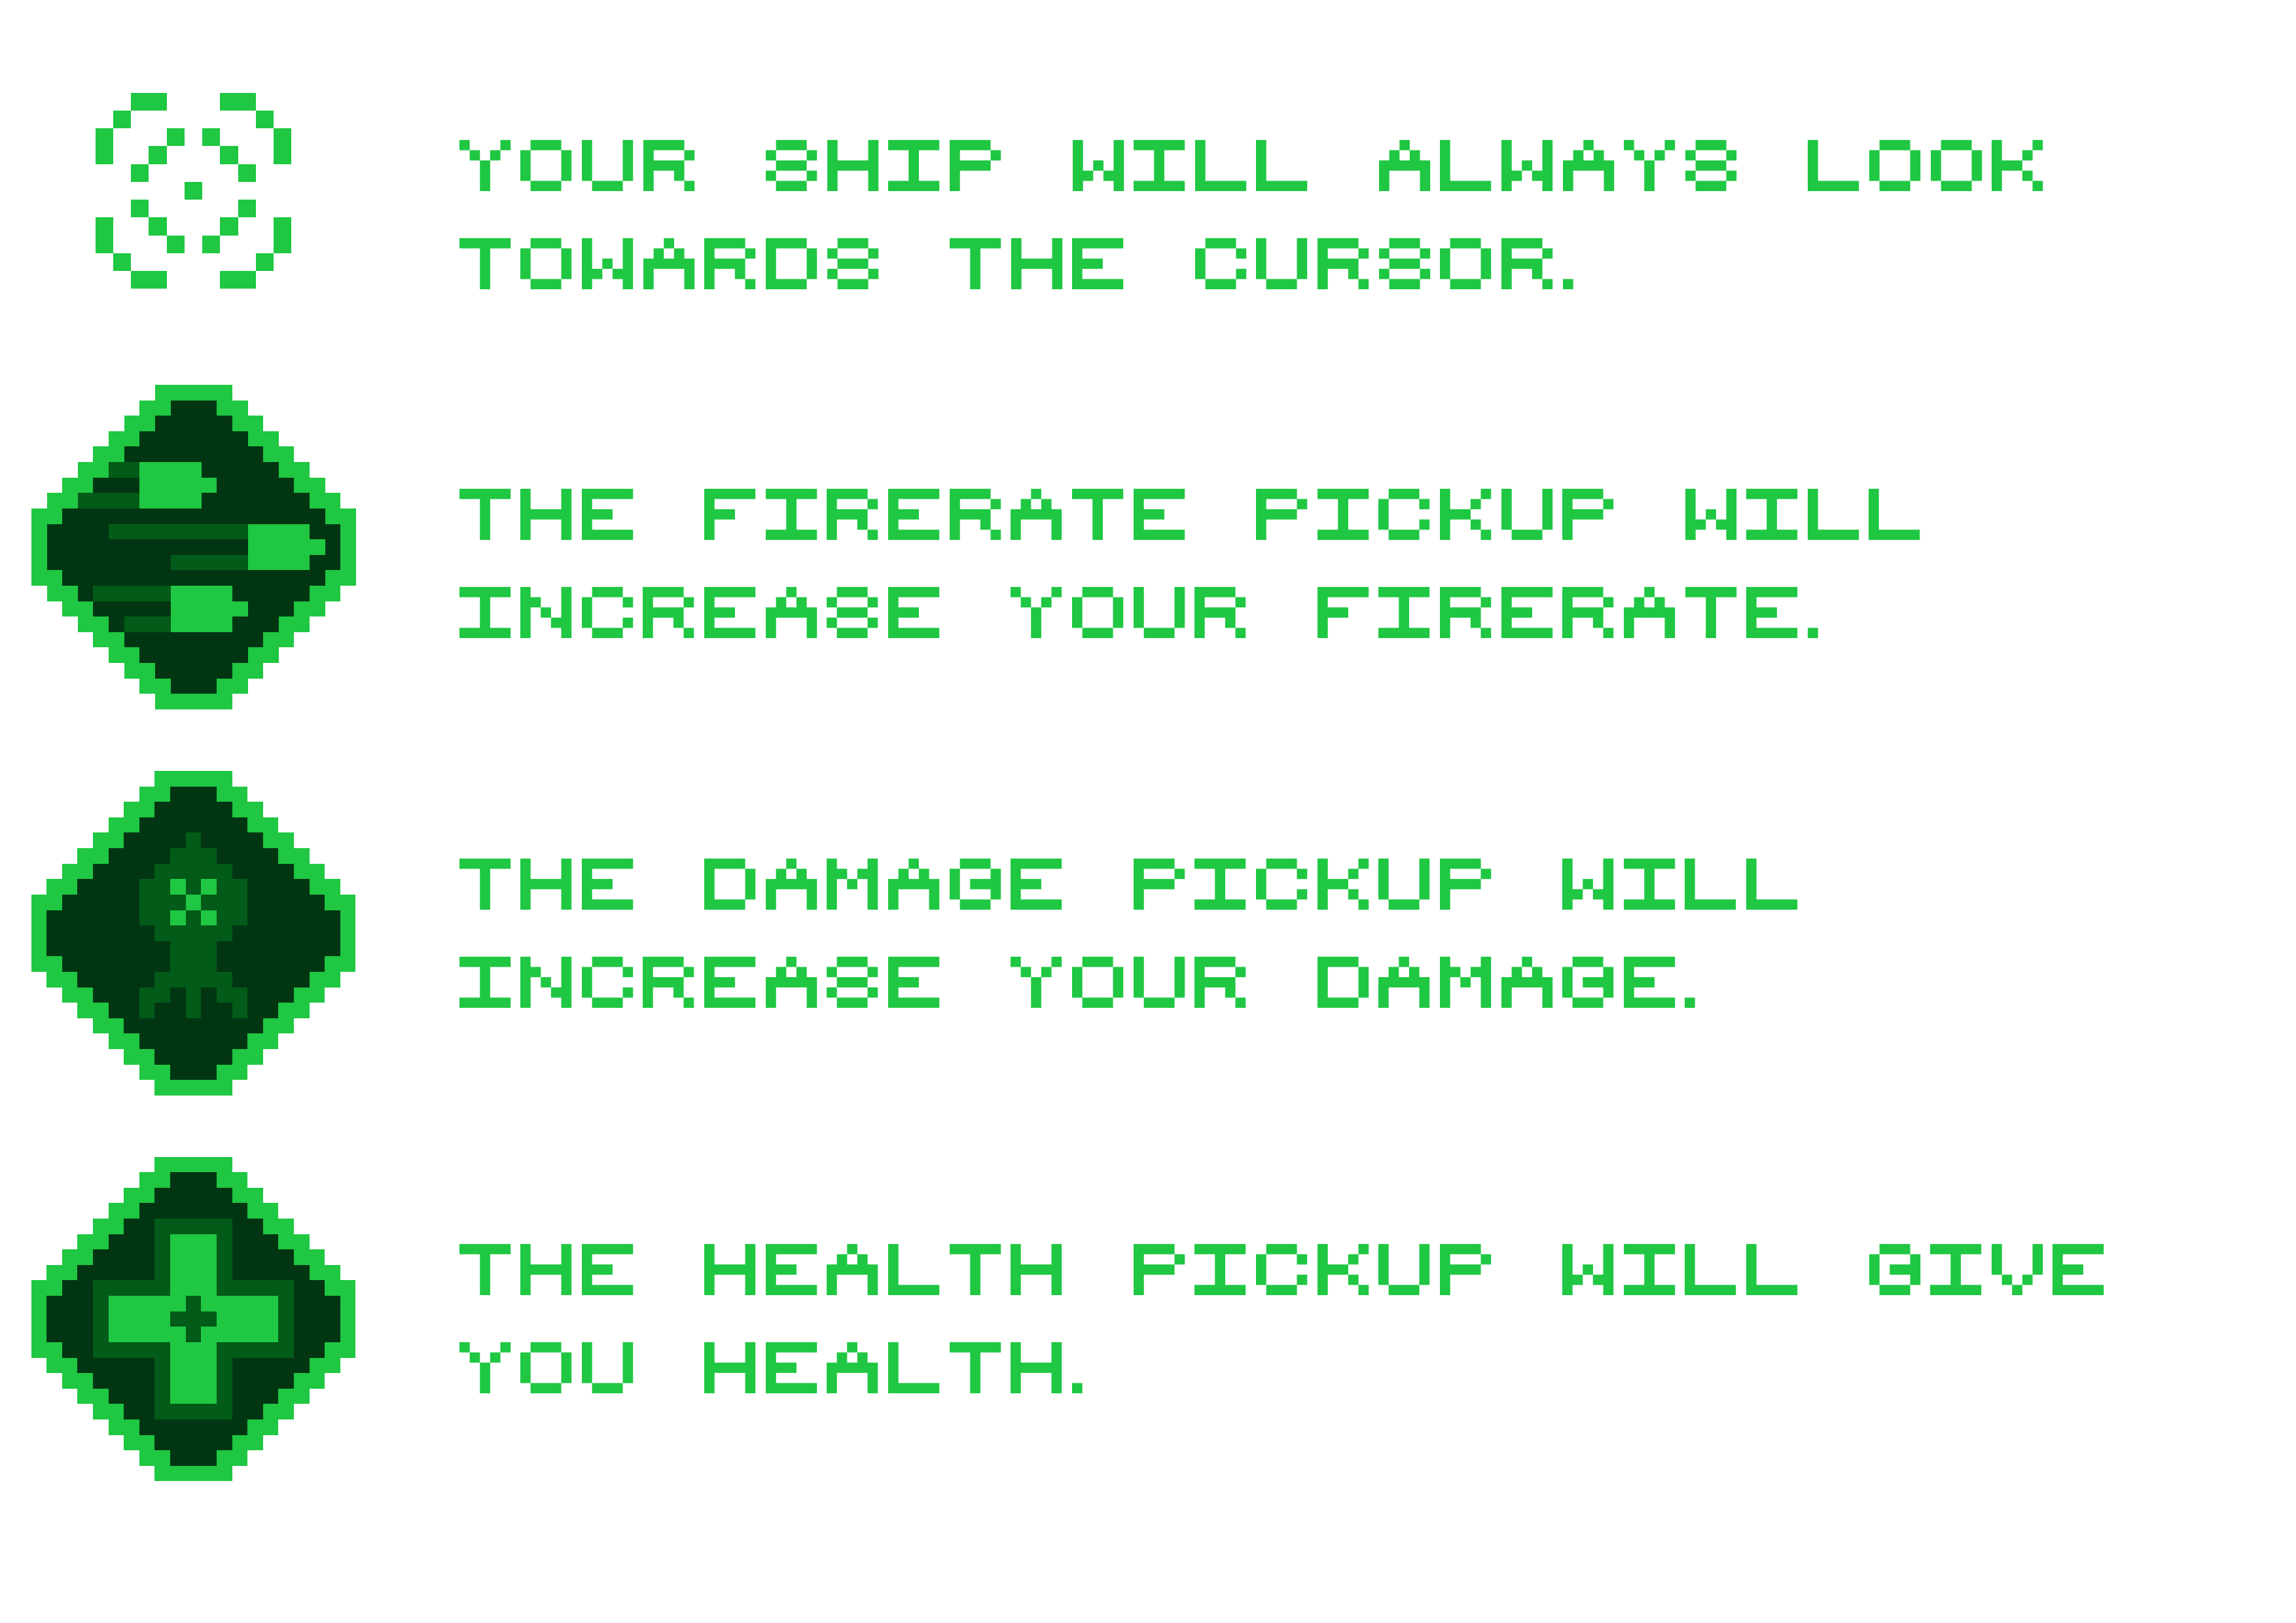 YOUR SHIP WILL ALWAYS LOOK
TOWARDS THE CURSOR.
THE FIRERATE PICKUP WILL
INCREASE YOUR FIRERATE.
THE DAMAGE PICKUP WILL
INCREASE YOUR DAMAGE.
THE HEALTH PICKUP WILL GIVE
YOU HEALTH.